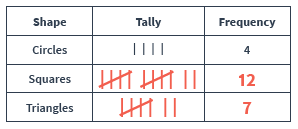 Shape Tally Frequency
Circles 4
Squares 12
Triangles 7